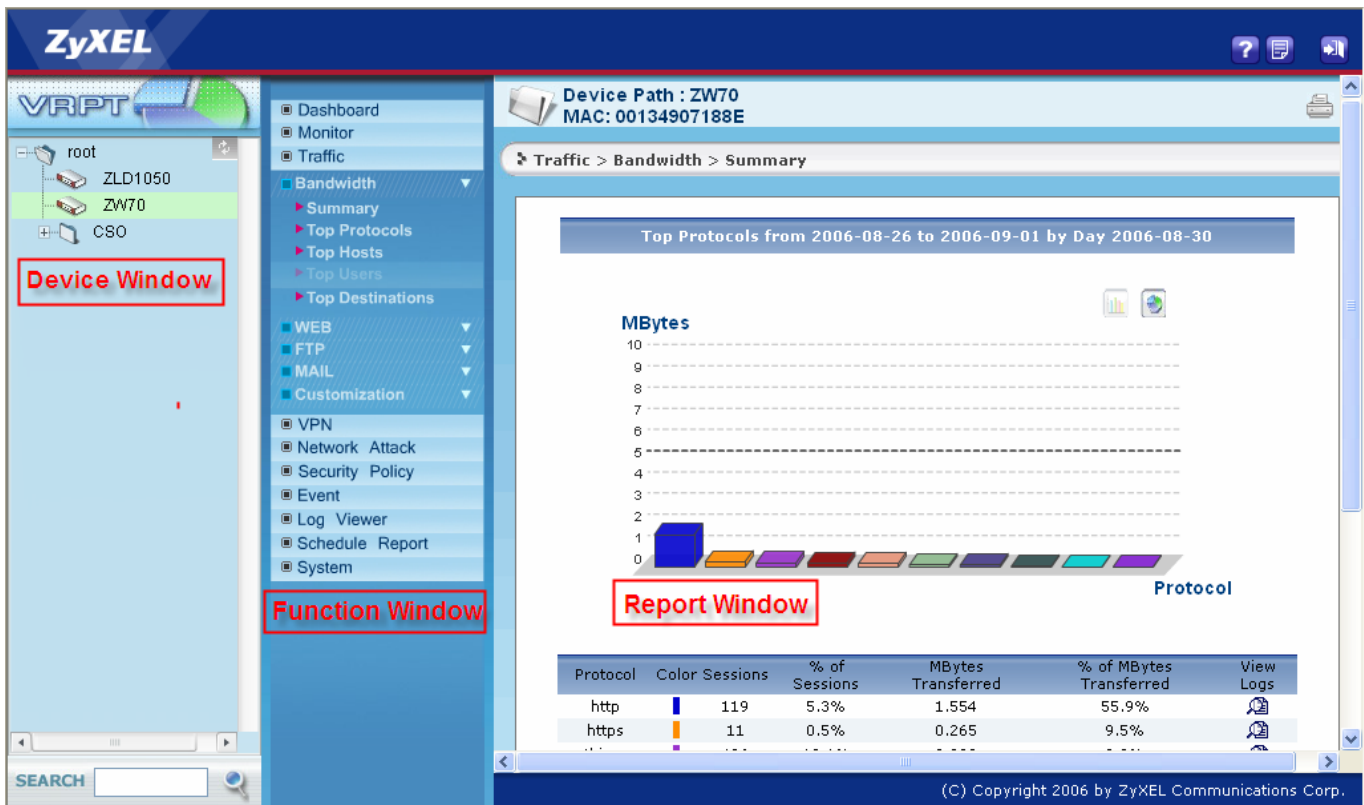 ZyXEL
VRPT
root
ZLD1050
ZW70
CSO
Device Window
SEARCH
Dashboard
Monitor
Traffic
Bandwidth
Summary
Top Protocols
Top Hosts
Top Users
Top Destinations
WEB
FTP
MAIL
Customization
VPN
Network Attack
Security Policy
Event
Log Viewer
Schedule Report
System
Function Window
Device Path : ZW70
MAC: 00134907188E
Traffic > Bandwidth > Summary
Top Protocols from 2006-08-26 to 2006-09-01 by Day 2006-08-30
MBytes
10
9
8
7
6
5
4
3
2
1
0
Protocol
Report Window
Protocol Color Sessions % of Sessions MBytes Transferred % of MBytes Transferred View Logs
http 119 5.3% 1.554 55.9%
https 11 0.5% 0.265 9.5%
(C) Copyright 2006 by ZyXEL Communications Corp.